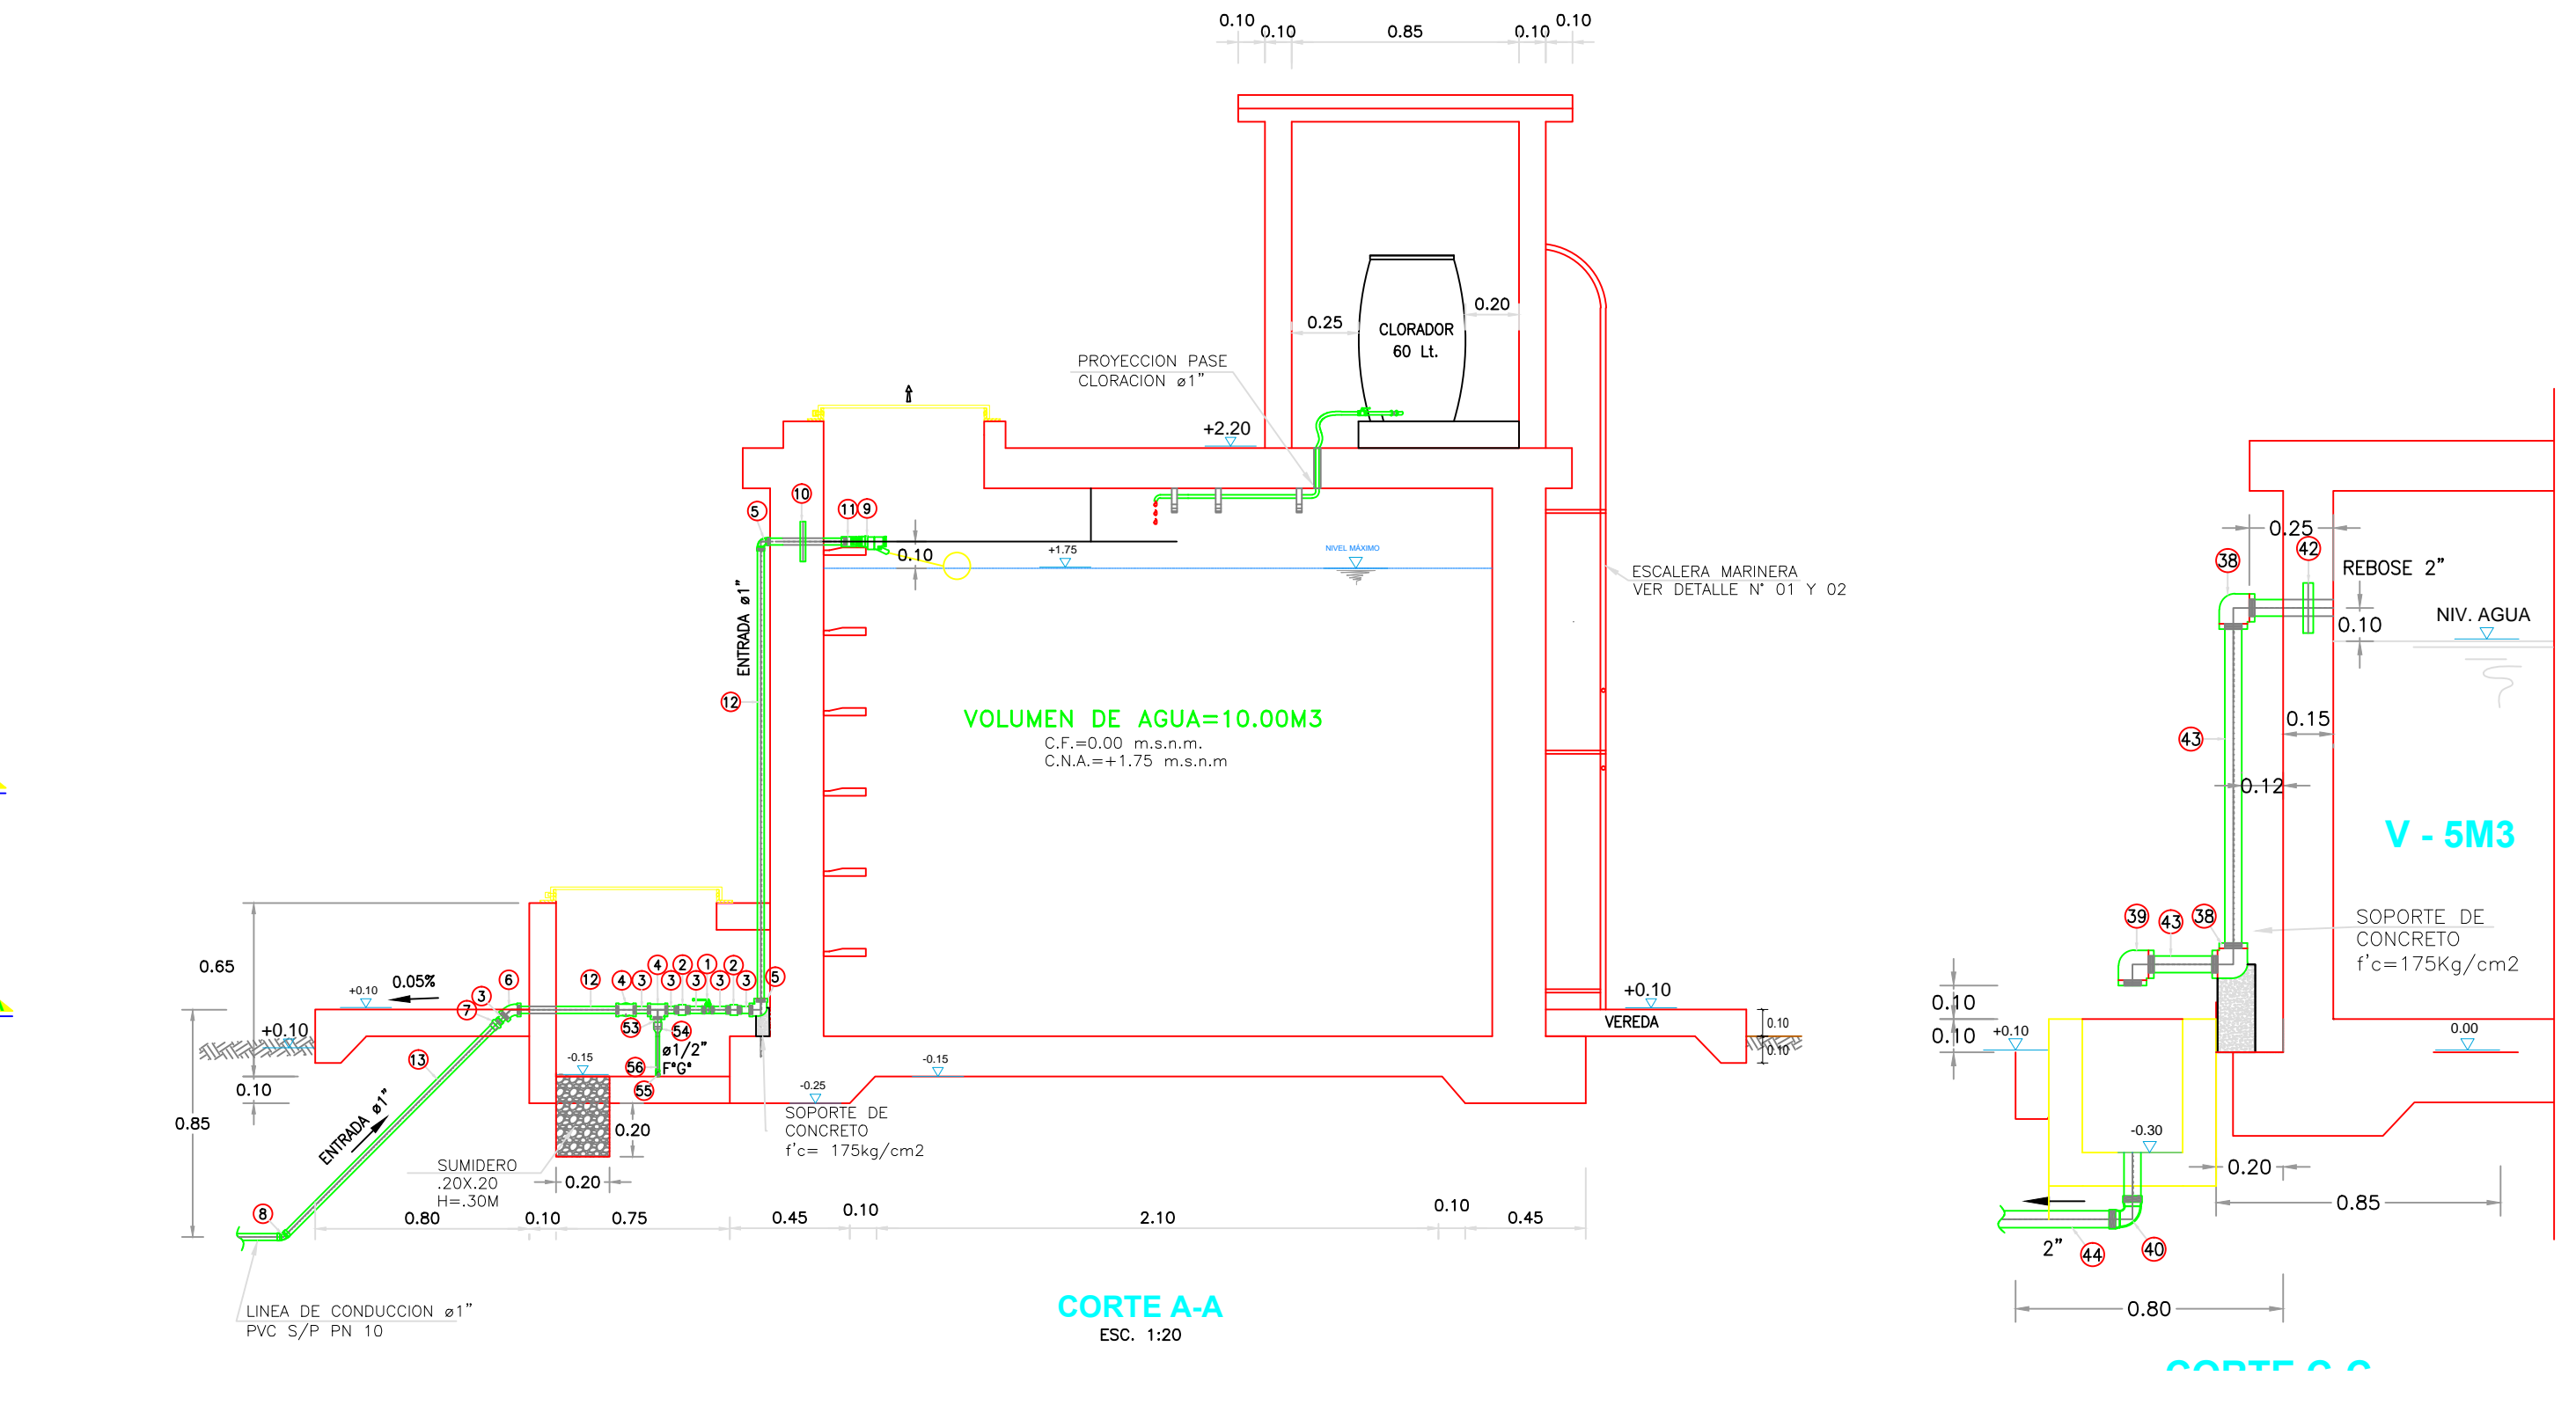 0.10
0.10
0.85
0.10
0.10
CLORADOR
60 Lt.
0.25
0.20
PROYECCION PASE
CLORACION ø1"
+2.20
10
5
11
9
0.10
+1.75
NIVEL MÁXIMO
ESCALERA MARINERA
VER DETALLE N° 01 Y 02
ENTRADA ø1"
12
VOLUMEN DE AGUA=10.00M3
C.F.=0.00 m.s.n.m.
C.N.A.=+1.75 m.s.n.m
0.65
0.05%
+0.10
+0.10
0.10
0.85
6
3
7
13
8
12
4
3
4
3
2
3
1
3
2
3
5
53
54
ø1/2"
F°G°
56
55
-0.15
-0.15
-0.25
ENTRADA ø1"
SUMIDERO
.20X.20
H=.30M
0.20
0.20
SOPORTE DE
CONCRETO
f'c= 175kg/cm2
+0.10
VEREDA
0.10
0.10
0.80
0.10
0.75
0.45
0.10
2.10
0.10
0.45
LINEA DE CONDUCCION ø1"
PVC S/P PN 10
CORTE A-A
ESC. 1:20
0.25
42
38
REBOSE 2"
NIV. AGUA
0.10
43
0.15
0.12
V - 5M3
39
43
38
SOPORTE DE
CONCRETO
f'c=175Kg/cm2
0.10
0.10
+0.10
0.00
-0.30
0.20
0.85
2"
44
40
0.80